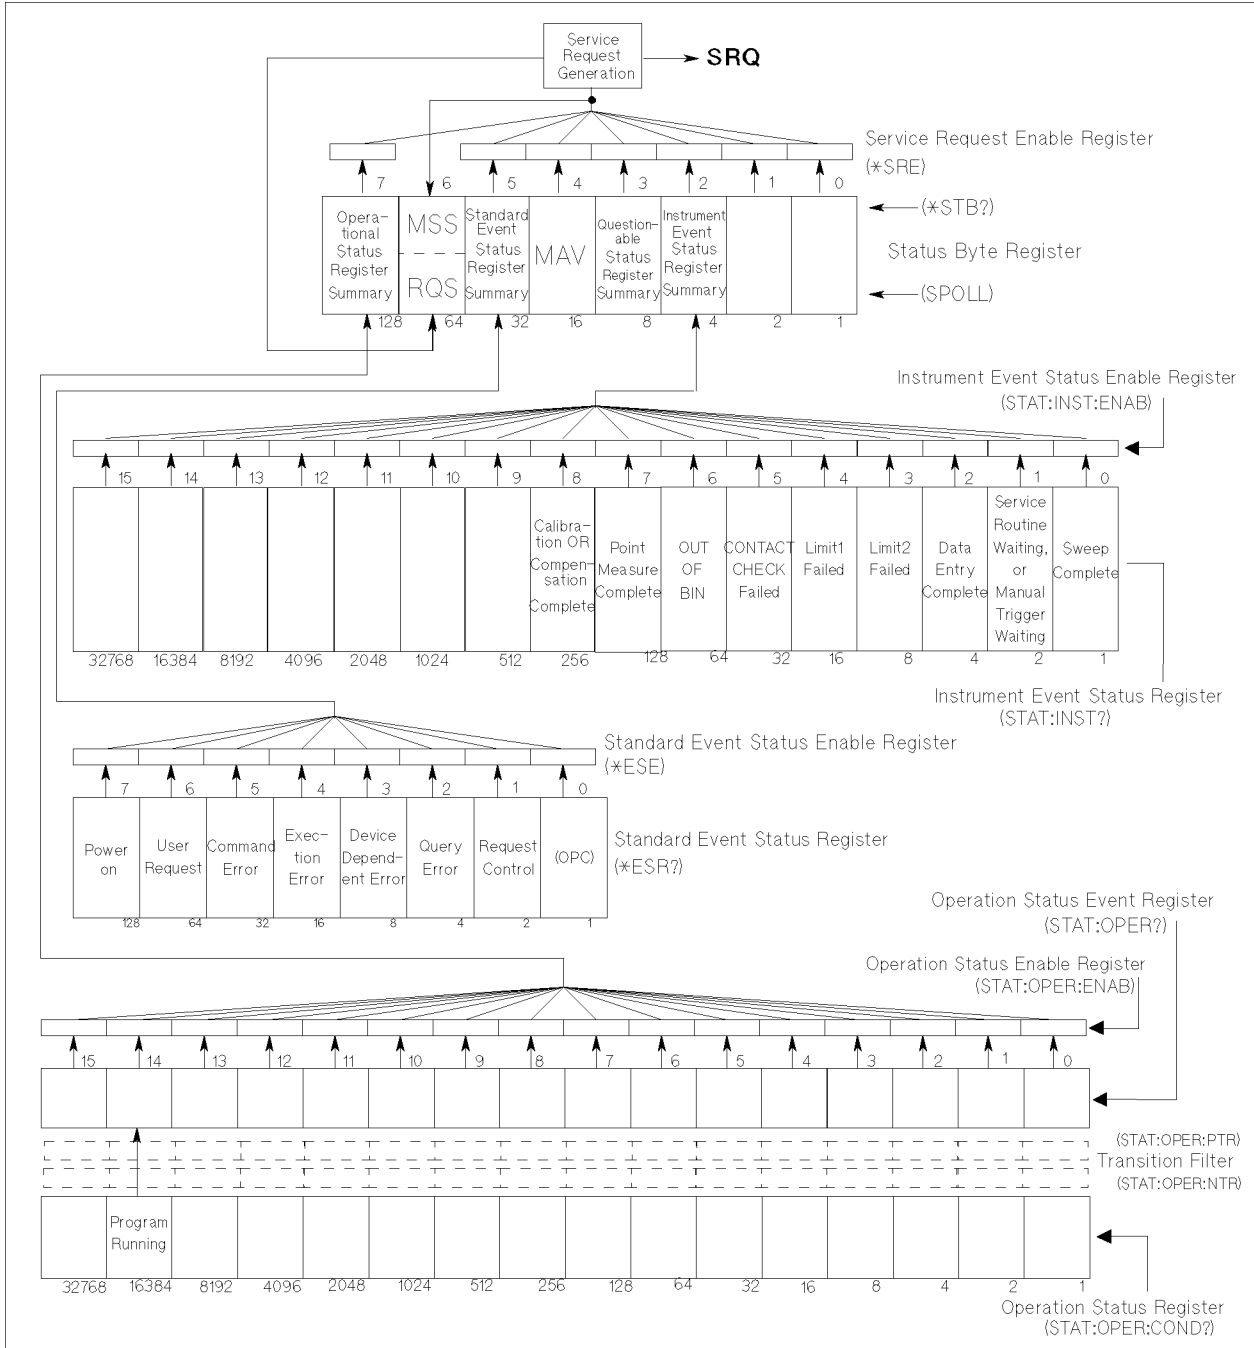 Service
Request
Generation
SRQ
Service Request Enable Register
(*SRE)
7 6 5 4 3 2 1 0
Opera-
tional
Status
Register
Summary
MSS
RQS
Standard
Event
Status
Register
Summary
MAV
Question-
able
Status
Register
Summary
Instrument
Event
Status
Register
Summary
(*STB?)
Status Byte Register
(SPOLL)
128 64 32 16 8 4 2 1
Instrument Event Status Enable Register
(STAT:INST:ENAB)
15 14 13 12 11 10 9 8 7 6 5 4 3 2 1 0
Calibra-
tion OR
Compen-
sation
Complete
Point
Measure
Complete
OUT
OF
BIN
CONTACT
CHECK
Failed
Limit1
Failed
Limit2
Failed
Data
Entry
Complete
Service
Routine
Waiting,
or
Manual
Trigger
Waiting
Sweep
Complete
32768 16384 8192 4096 2048 1024 512 256 128 64 32 16 8 4 2 1
Instrument Event Status Register
(STAT:INST?)
Standard Event Status Enable Register
(*ESE)
7 6 5 4 3 2 1 0
Power
on
User
Request
Command
Error
Exec-
tion
Error
Device
Depend-
ent Error
Query
Error
Request
Control
(OPC)
Standard Event Status Register
(*ESR?)
128 64 32 16 8 4 2 1
Operation Status Event Register
(STAT:OPER?)
Operation Status Enable Register
(STAT:OPER:ENAB)
15 14 13 12 11 10 9 8 7 6 5 4 3 2 1 0
(STAT:OPER:PTR)
Transition Filter
(STAT:OPER:NTR)
Program
Running
32768 16384 8192 4096 2048 1024 512 256 128 64 32 16 8 4 2 1
Operation Status Register
(STAT:OPER:COND?)